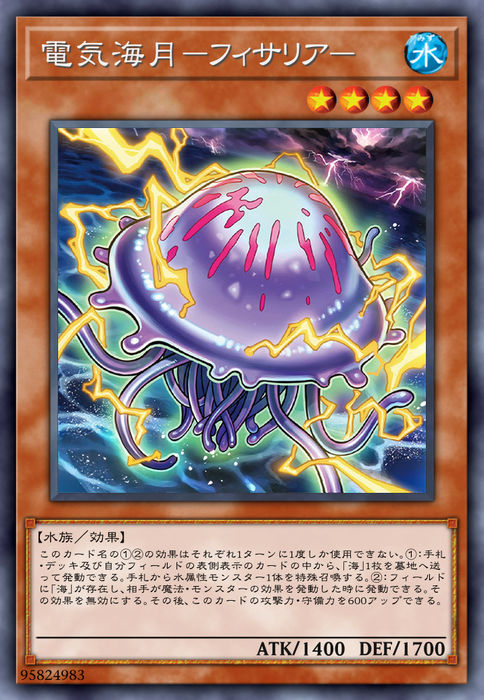 電気海月－フィサリア－
みず
水
【水族／効果】
このカード名の①②の効果はそれぞれ1ターンに1度しか使用できない。①：手札
・デッキ及び自分フィールドの表側表示のカードの中から、「海」1枚を墓地へ送
って発動できる。手札から水属性モンスター1体を特殊召喚する。②：フィールド
に「海」が存在し、相手が魔法・モンスターの効果を発動した時に発動できる。そ
の効果を無効にする。その後、このカードの攻撃力・守備力を600アップできる。
ATK/1400 DEF/1700
95824983